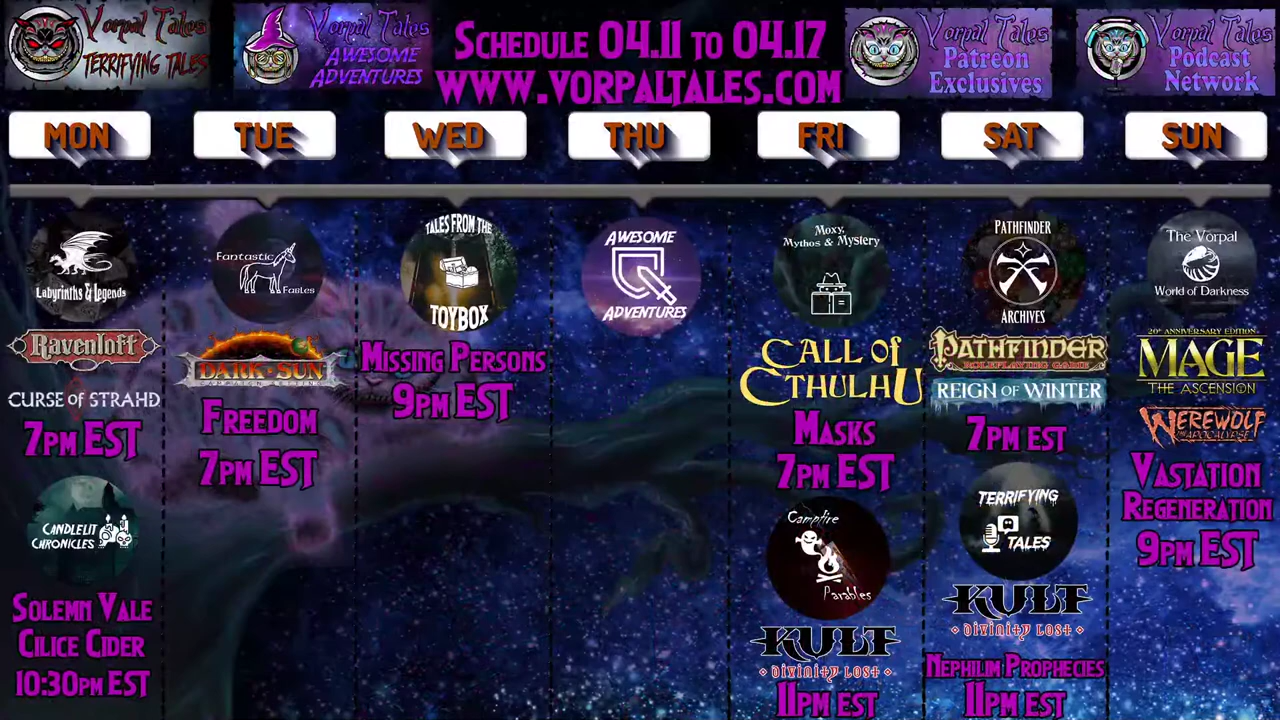 Vorpal Tales
TERRIFYING TALES
Vorpal Tales
AWESOME
ADVENTURES
SCHEDULE 04.11 TO 04.17
WWW.VORPALTALES.COM
Vorpal Tales
Patreon
Exclusives
Vorpal Tales
Podcast
Network
MON
TUE
WED
THU
FRI
SAT
SUN
Labyrinths & Legends
Ravenloft
CURSE OF STRAHD
7PM EST
CANDLELIT
CHRONICLES
SOLEMN VALE
CILICE CIDER
10:30PM EST
Fantastic
Fables
DARK SUN
CAMPAIGN SETTING
FREEDOM
7PM EST
TALES FROM THE
TOYBOX
MISSING PERSONS
9PM EST
AWESOME
ADVENTURES
Moxy,
Mythos & Mystery
CALL of
CTHULHU
MASKS
7PM EST
Campfire
Parables
KULT
DIVINITY LOST
11PM EST
PATHFINDER
ARCHIVES
PATHFINDER
ROLEPLAYING GAME
REIGN OF WINTER
7PM EST
TERRIFYING
TALES
KULT
DIVINITY LOST
NEPHILIM PROPHECIES
11PM EST
The Vorpal
World of Darkness
20TH ANNIVERSARY EDITION
MAGE
THE ASCENSION
WEREWOLF
THE APOCALYPSE
VASTATION
REGENERATION
9PM EST